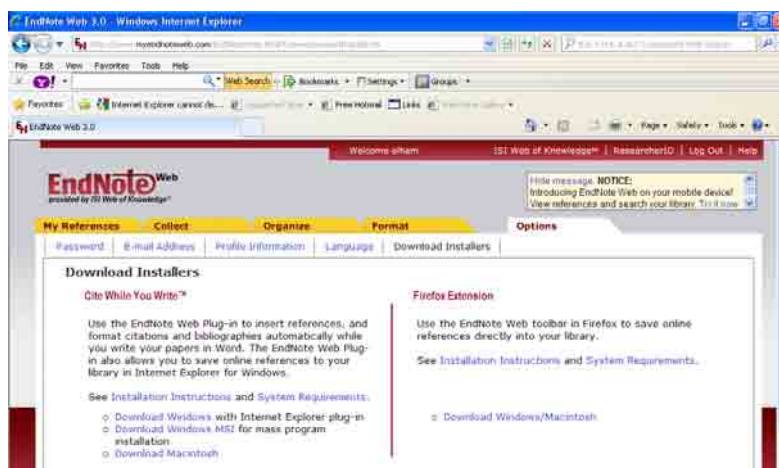 EndNote Web 3.0 - Windows Internet Explorer
myendnoteweb.com
File Edit View Favorites Tools Help
Web Search Bookmarks Settings Groups
Favorites Internet Explorer cannot de... Free Hotmail Links
EndNote Web 3.0
Page Safety Tools
Welcome elham ISI Web of Knowledge℠ | ResearcherID | Log Out | Help
EndNote Web
provided by ISI Web of Knowledge℠
Hide message NOTICE:
Introducing EndNote Web on your mobile device!
View references and search your library. Try it now
My References Collect Organize Format Options
Password | E-mail Address | Profile Information | Language | Download Installers
Download Installers
Cite While You Write™
Use the EndNote Web Plug-in to insert references, and
format citations and bibliographies automatically while
you write your papers in Word. The EndNote Web Plug-
in also allows you to save online references to your
library in Internet Explorer for Windows.
See Installation Instructions and System Requirements.
Download Windows with Internet Explorer plug-in
Download Windows MSI for mass program
installation
Download Macintosh
Firefox Extension
Use the EndNote Web toolbar in Firefox to save online
references directly into your library.
See Installation Instructions and System Requirements.
Download Windows/Macintosh